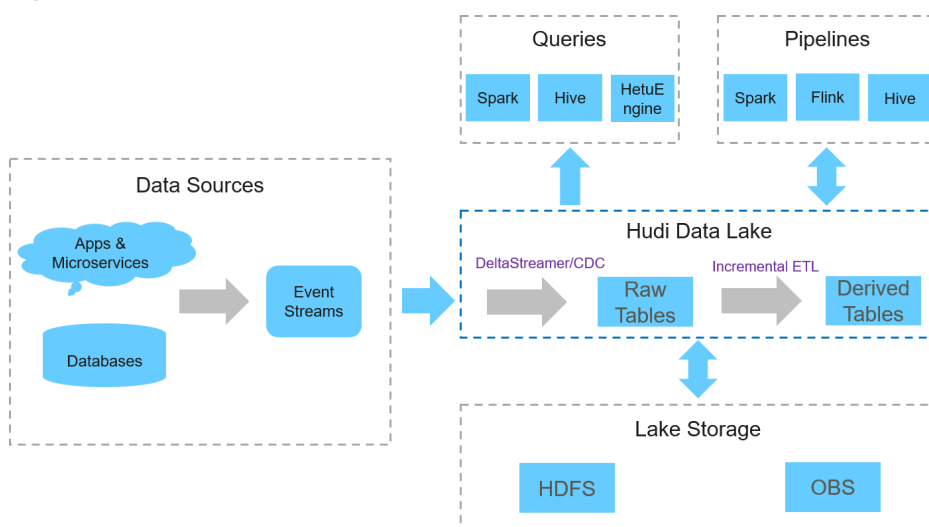 Queries
Spark
Hive
HetuE
ngine
Pipelines
Spark
Flink
Hive
Data Sources
Apps &
Microservices
Databases
Event
Streams
Hudi Data Lake
DeltaStreamer/CDC
Raw
Tables
Incremental ETL
Derived
Tables
Lake Storage
HDFS
OBS